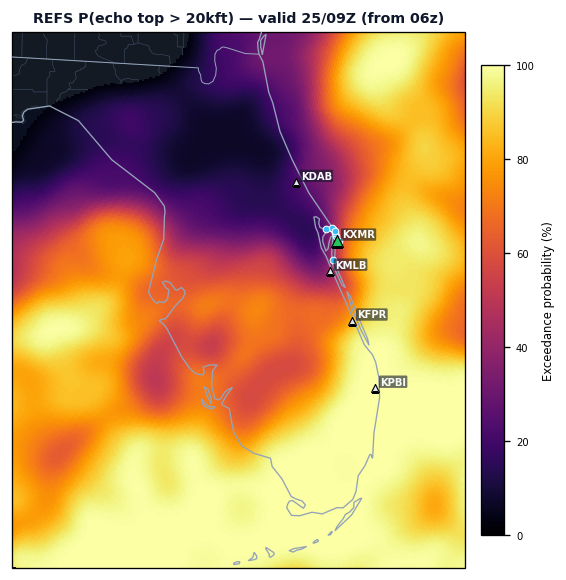 REFS P(echo top > 20kft) — valid 25/09Z (from 06z)
KDAB
KXMR
KMLB
KFPR
KPBI
100
80
60
40
20
0
Exceedance probability (%)